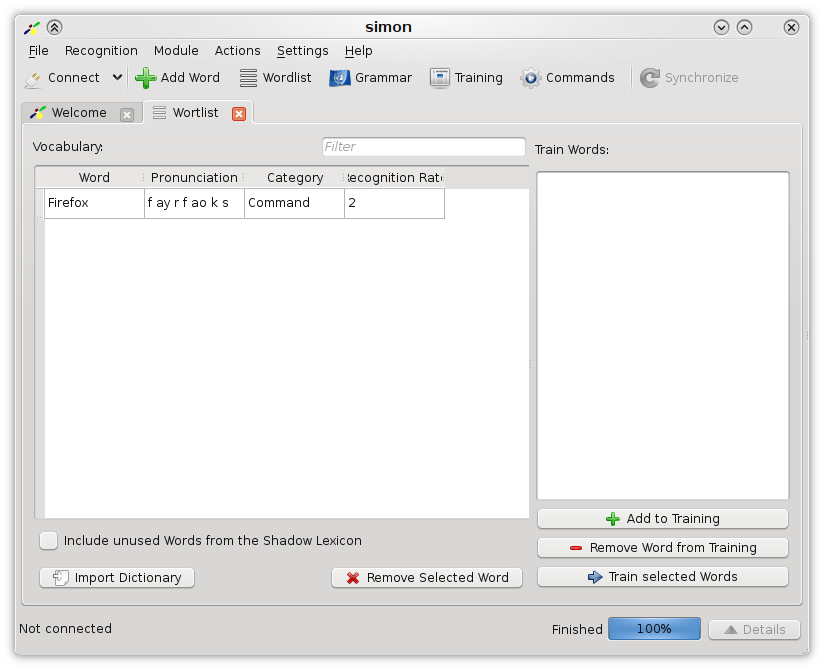 simon
File Recognition Module Actions Settings Help
Connect Add Word Wordlist Grammar Training Commands Synchronize
Welcome Wortlist
Vocabulary: Filter Train Words:
Word Pronunciation Category Recognition Rate
Firefox f ay r f ao k s Command 2
Add to Training
Include unused Words from the Shadow Lexicon
Remove Word from Training
Import Dictionary Remove Selected Word Train selected Words
Not connected Finished 100% Details